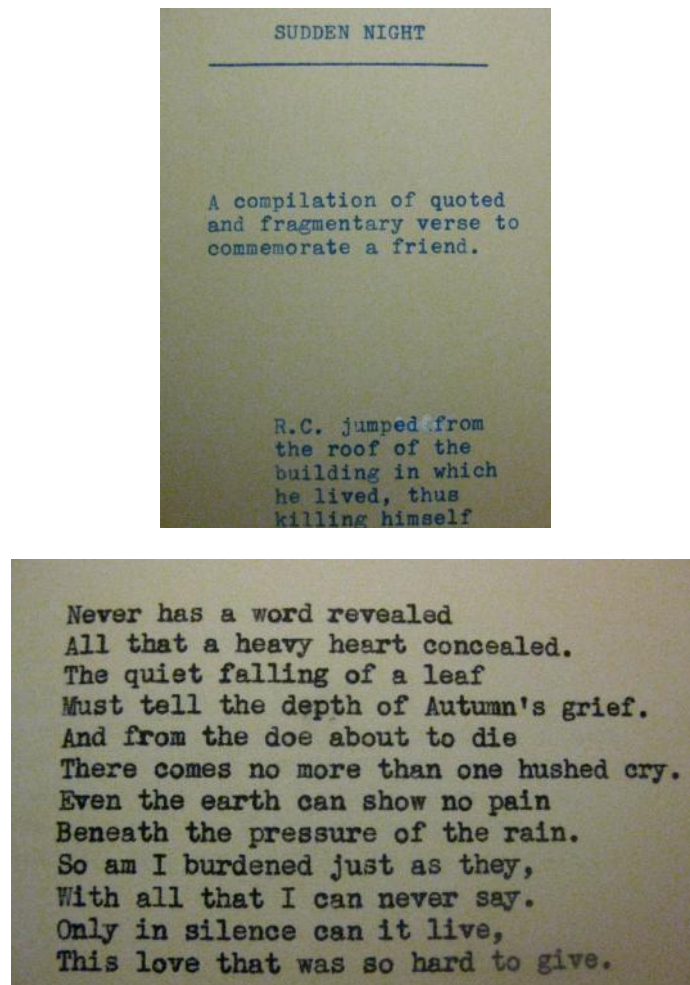 SUDDEN NIGHT
A compilation of quoted
and fragmentary verse to
commemorate a friend.
R.C. jumped from
the roof of the
building in which
he lived, thus
killing himself
Never has a word revealed
All that a heavy heart concealed.
The quiet falling of a leaf
Must tell the depth of Autumn's grief.
And from the doe about to die
There comes no more than one hushed cry.
Even the earth can show no pain
Beneath the pressure of the rain.
So am I burdened just as they,
With all that I can never say.
Only in silence can it live,
This love that was so hard to give.